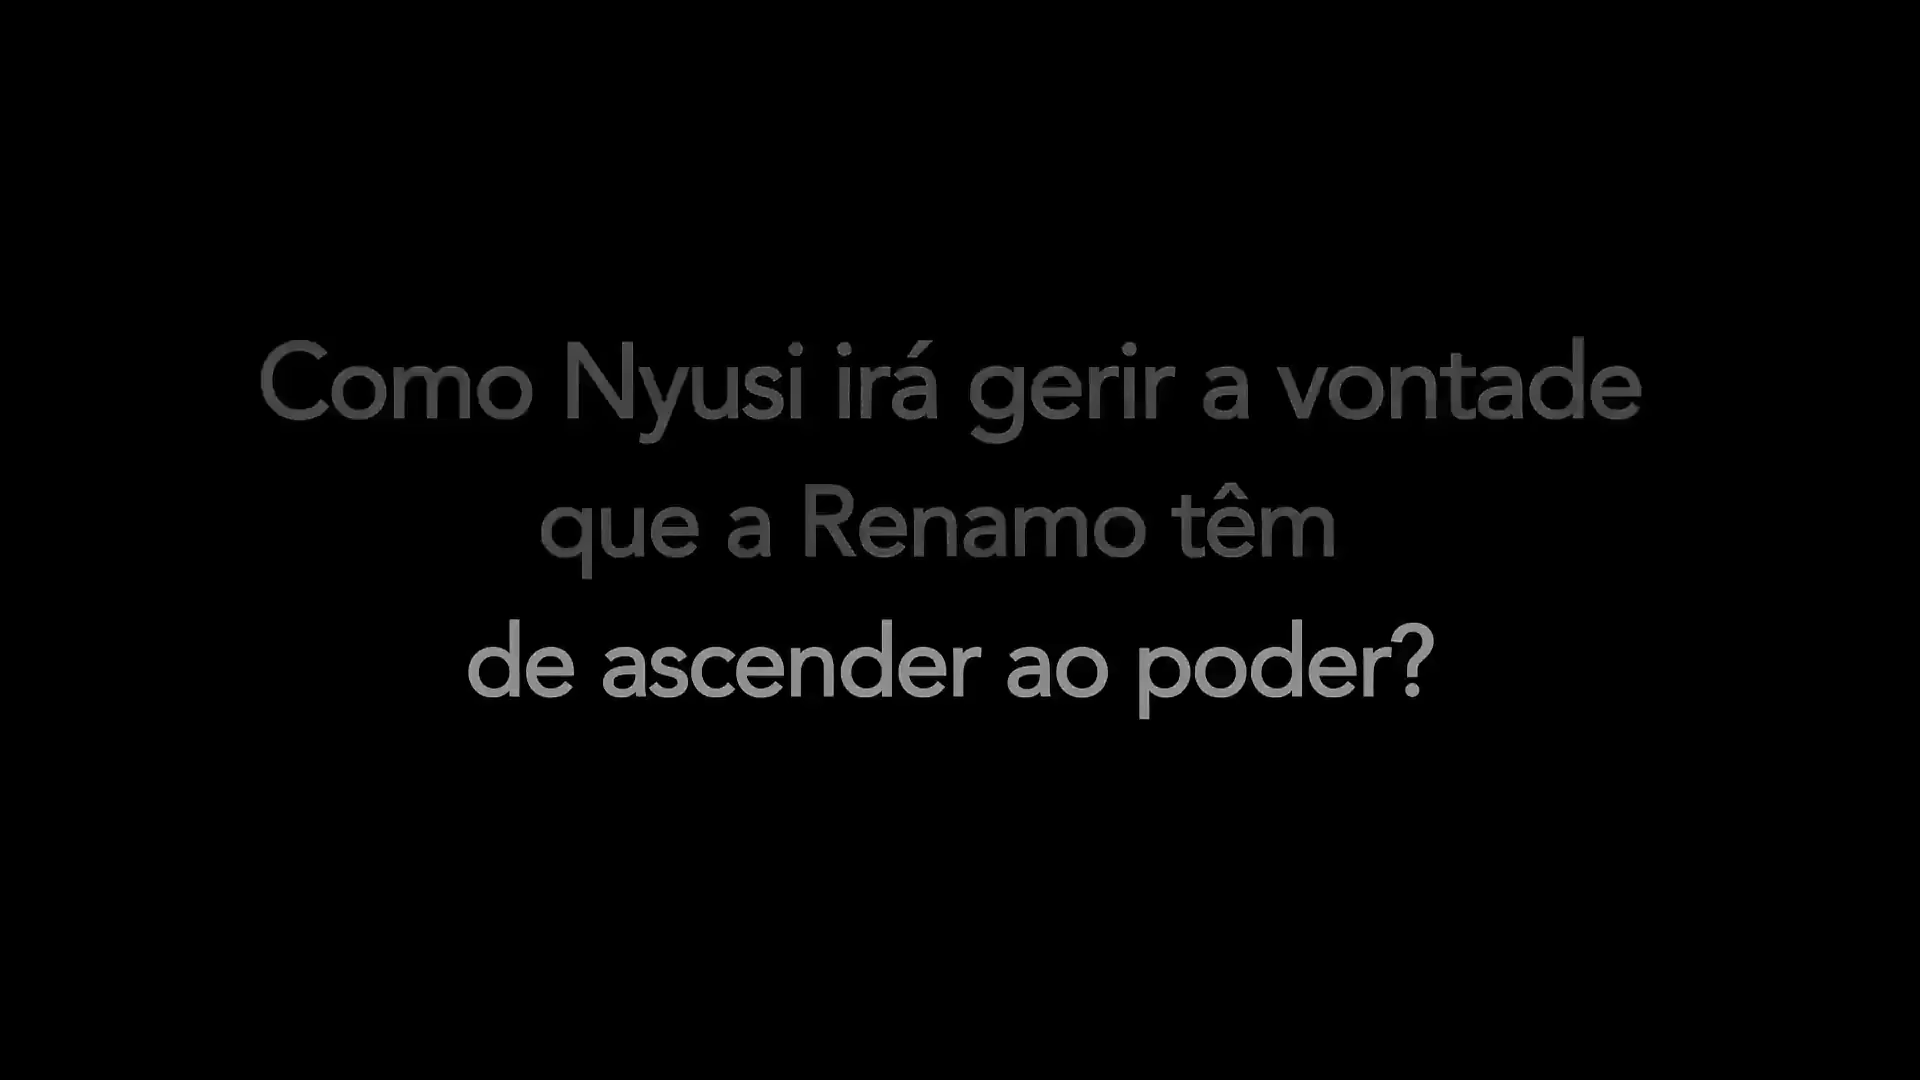 Como Nyusi irá gerir a vontade
que a Renamo têm
de ascender ao poder?